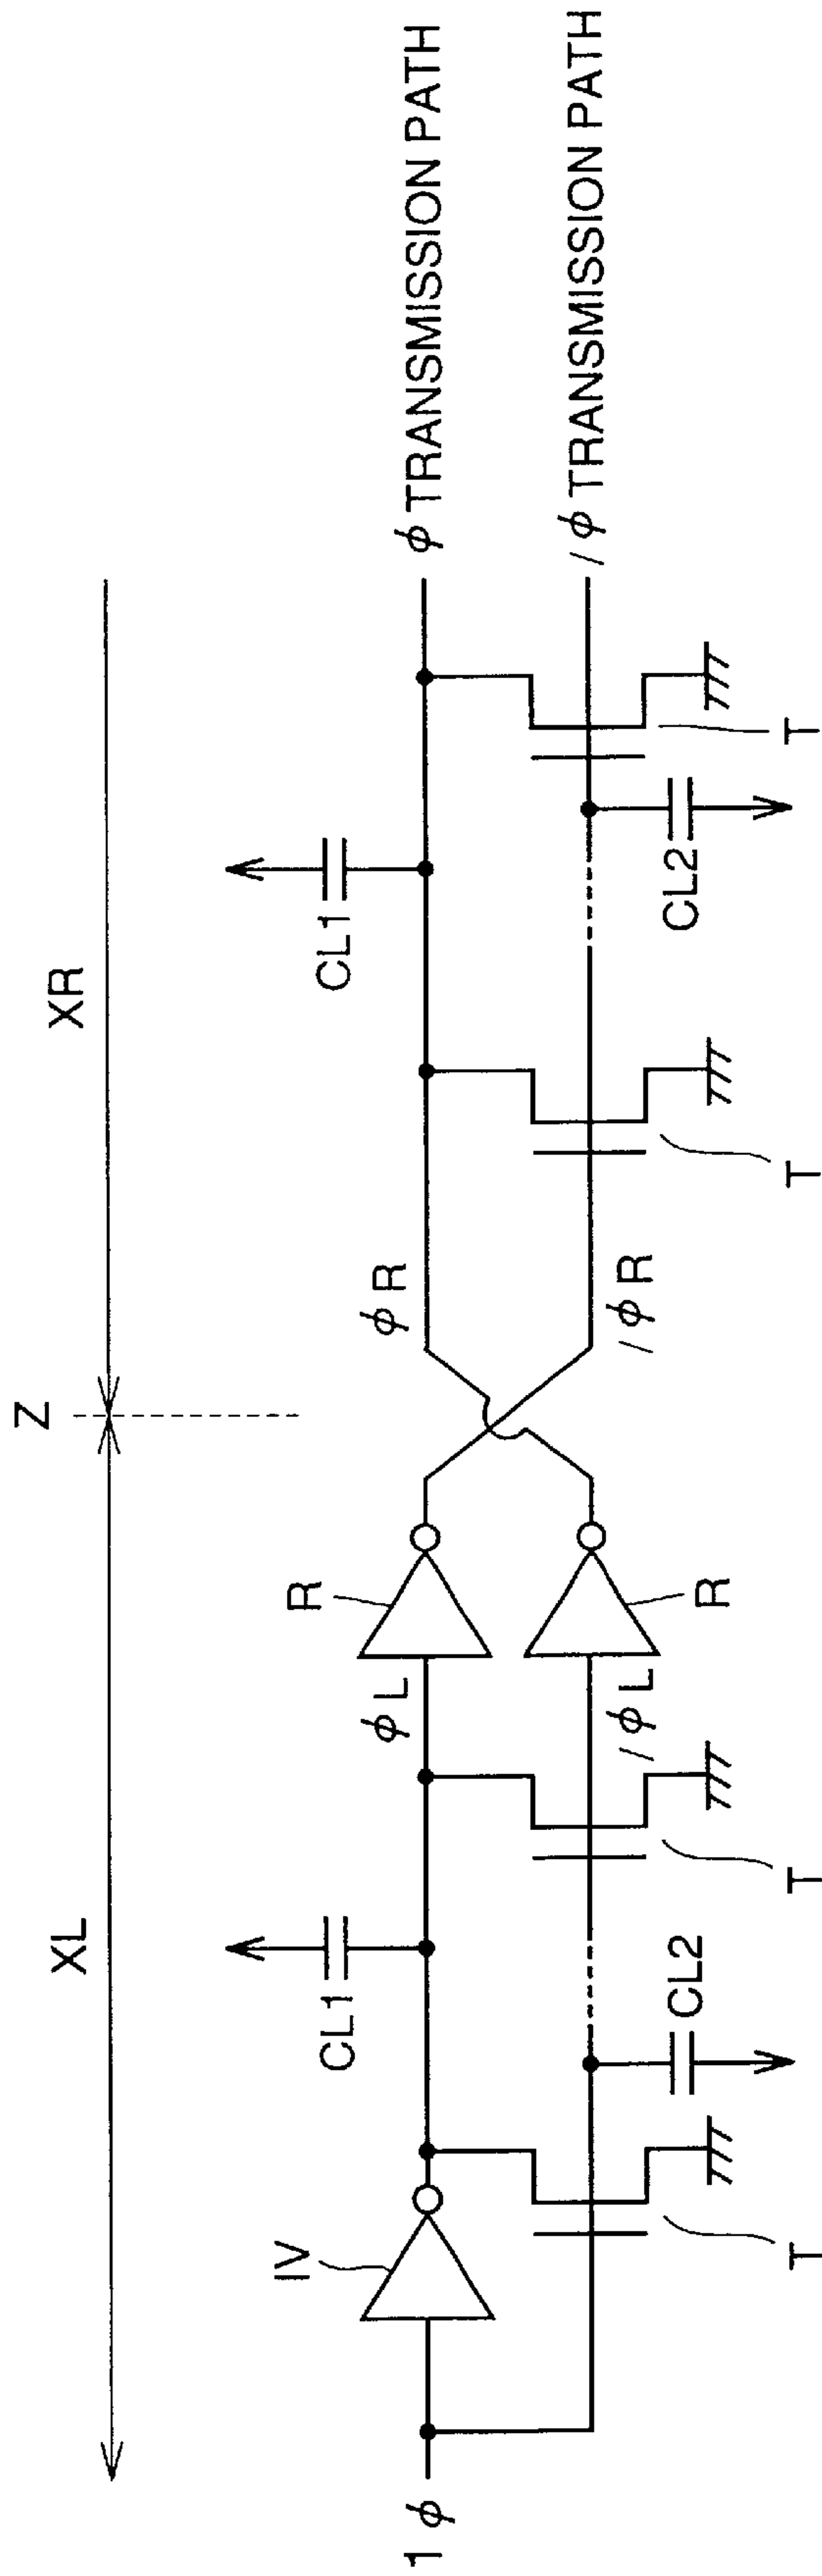 Z
XL
XR
CL1
CL1
φ TRANSMISSION PATH
/φ TRANSMISSION PATH
IV
φL
R
φR
1φ
/φL
R
/φR
CL2
CL2
T
T
T
T